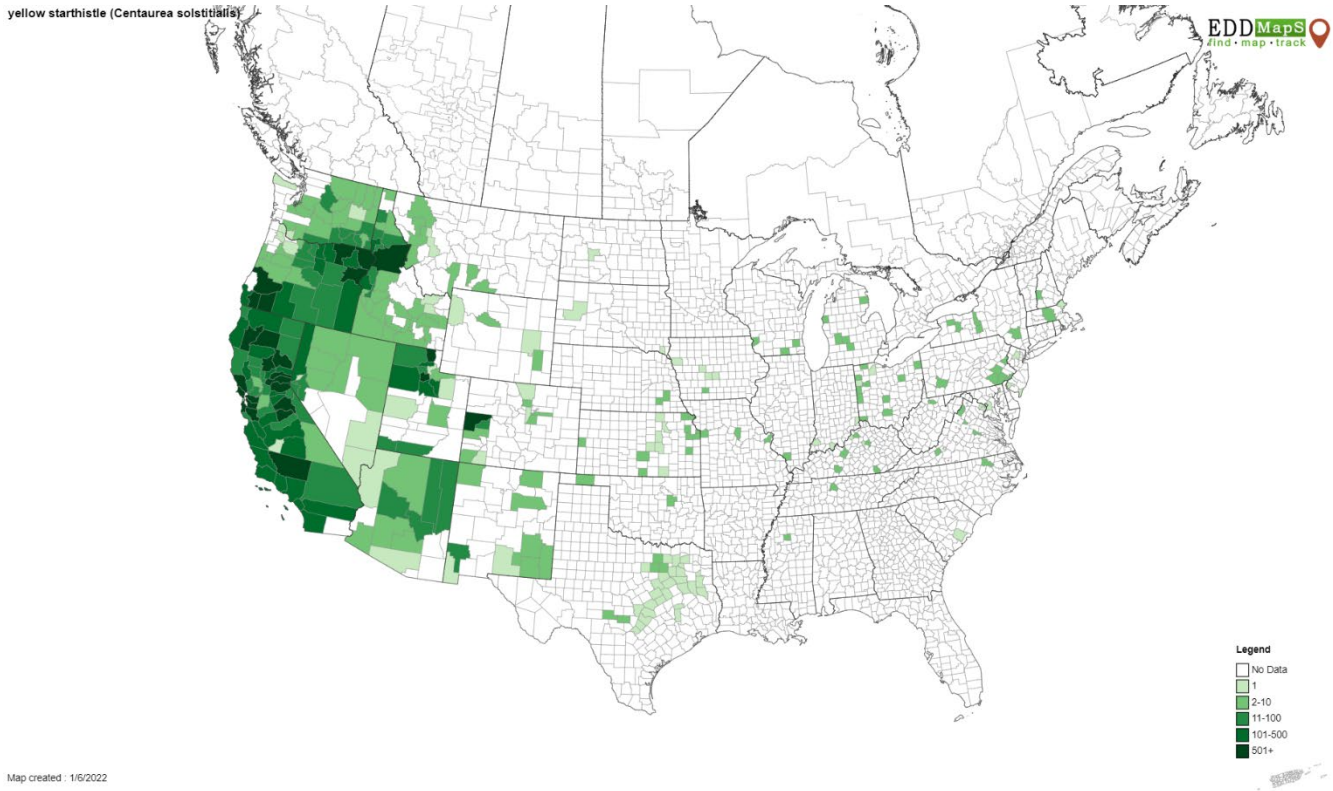 yellow starthistle (Centaurea solstitialis)
EDDMapS
find · map · track
Legend
No Data
1
2-10
11-100
101-500
501+
Map created : 1/6/2022